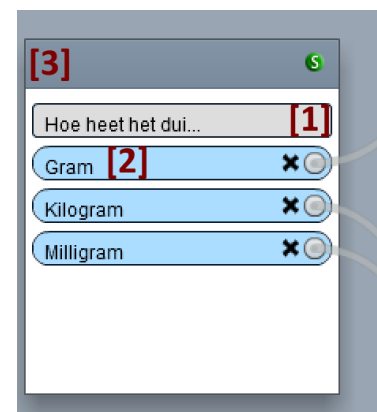 [3] S
Hoe heet het dui... [1]
Gram [2]
Kilogram
Milligram